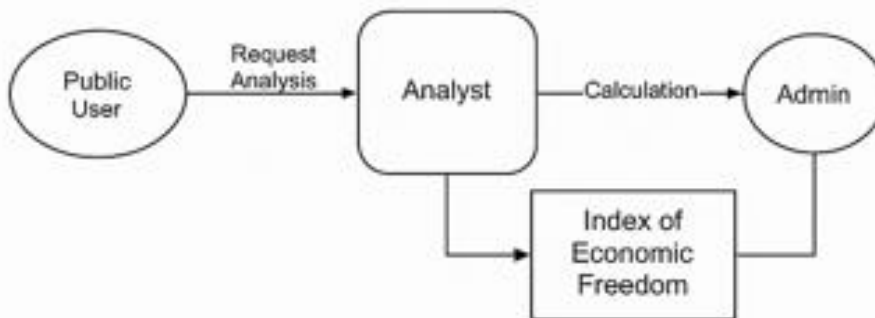 Public
User
Request
Analysis
Analyst
Calculation
Admin
Index of
Economic
Freedom